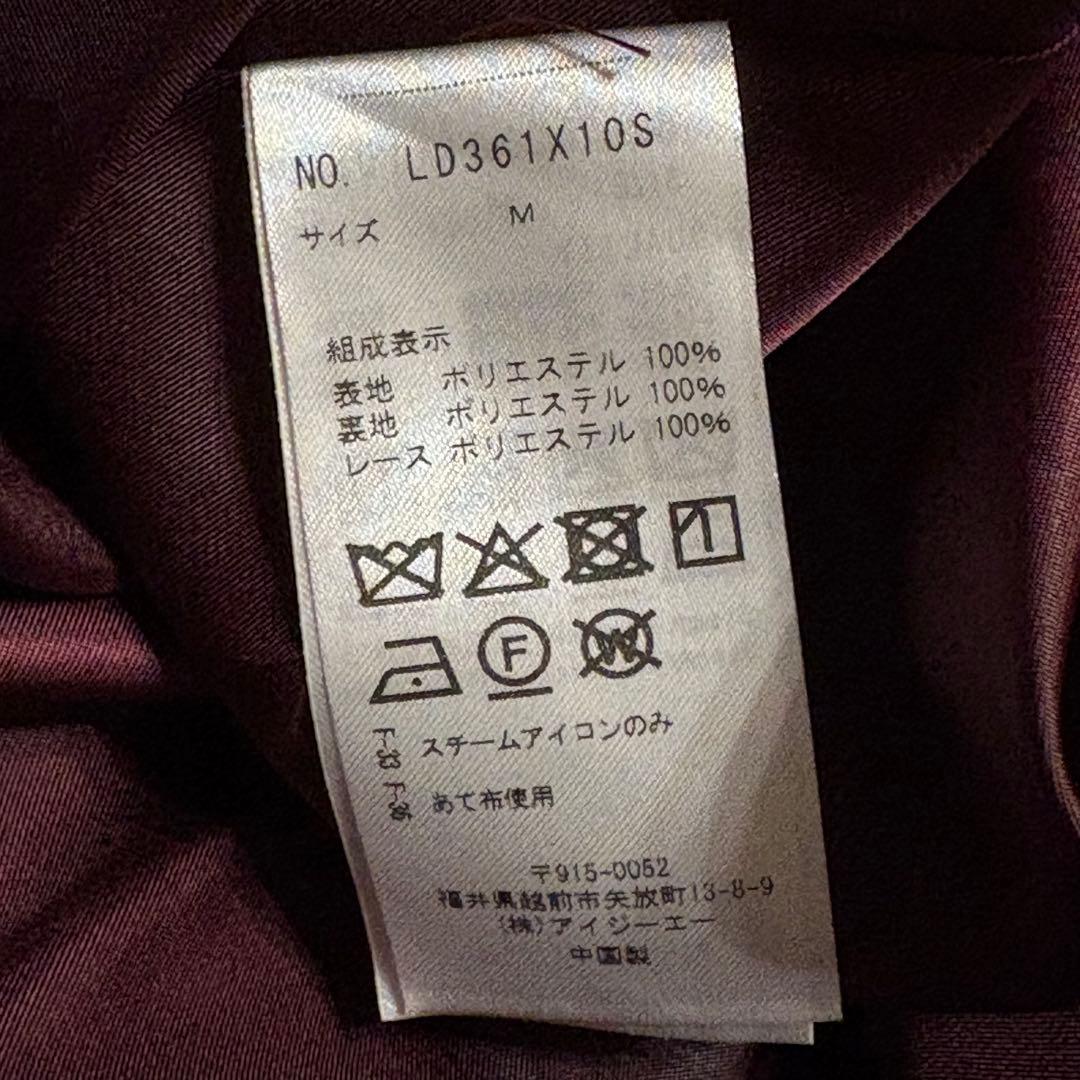 NO. LD361X10S
サイズ M
組成表示
表地 ポリエステル 100%
裏地 ポリエステル 100%
レース ポリエステル 100%
F
W
F-33 スチームアイコンのみ
F-36 あて布使用
〒915-0052
福井県越前市矢放町13-8-9
(株)アイジーエー
中国製